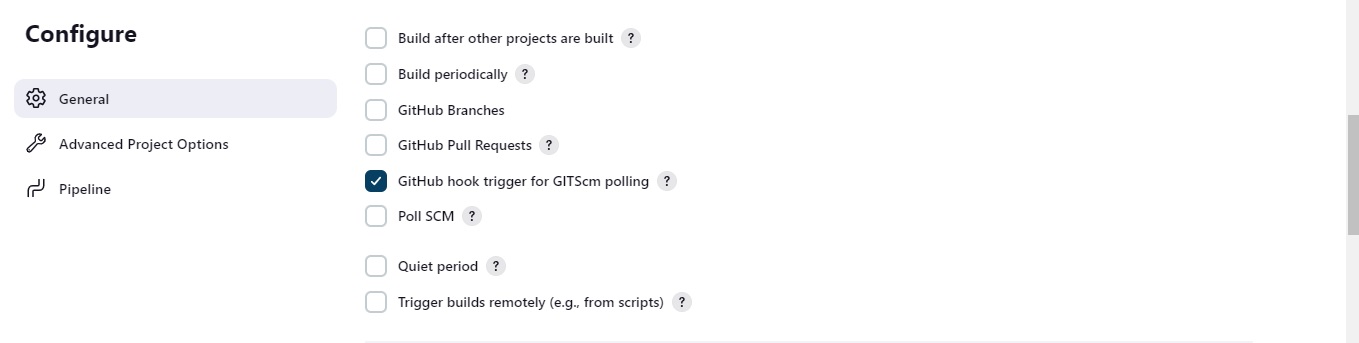 Configure
General
Advanced Project Options
Pipeline
Build after other projects are built ?
Build periodically ?
GitHub Branches
GitHub Pull Requests ?
GitHub hook trigger for GITScm polling ?
Poll SCM ?
Quiet period ?
Trigger builds remotely (e.g., from scripts) ?